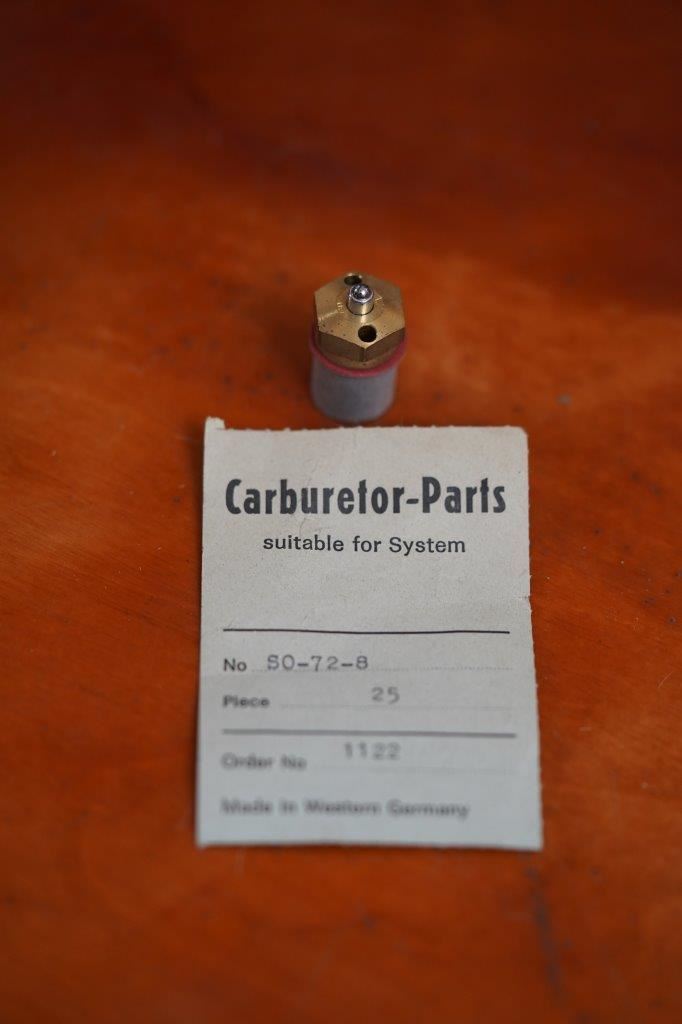 Carburetor-Parts
suitable for System
No SO-72-8
Piece 25
Order No 1122
Made in Western Germany